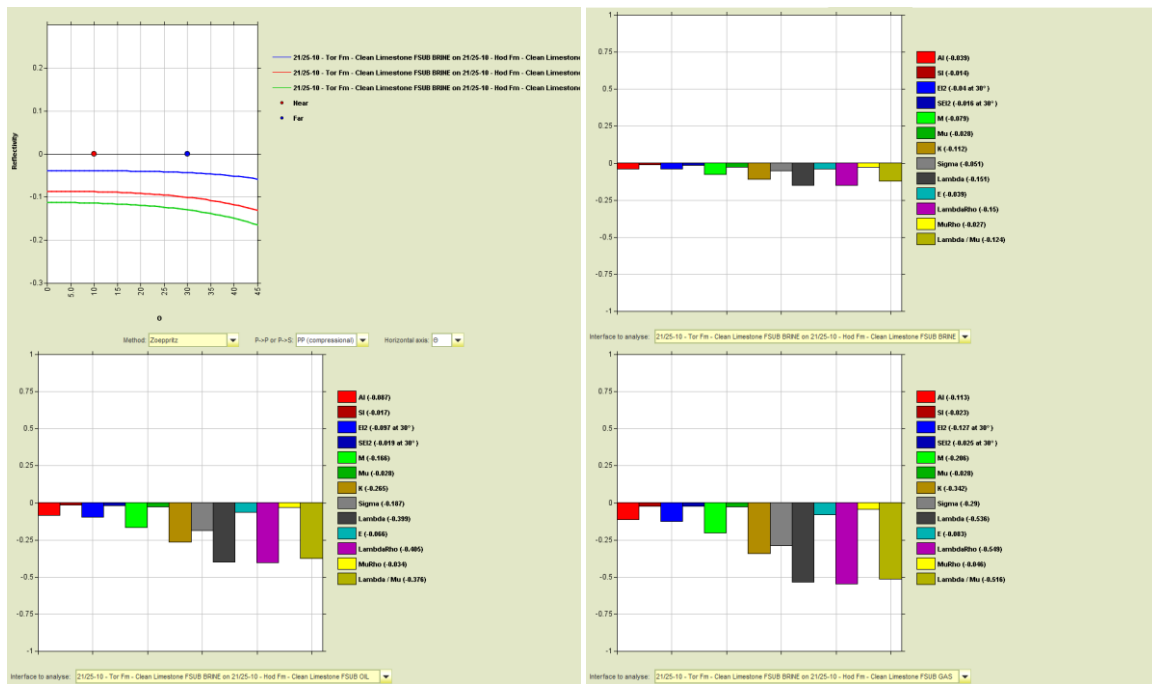 0.2
0.1
0
-0.1
-0.2
-0.3
Reflectivity
0
5.0
10
15
20
25
30
35
40
45
Θ
21/25-10 - Tor Fm - Clean Limestone FSUB BRINE on 21/25-10 - Hod Fm - Clean Limestone
21/25-10 - Tor Fm - Clean Limestone FSUB BRINE on 21/25-10 - Hod Fm - Clean Limestone
21/25-10 - Tor Fm - Clean Limestone FSUB BRINE on 21/25-10 - Hod Fm - Clean Limestone
Near
Far
Method: Zoeppritz P->P or P->S: PP (compressional) Horizontal axis: Θ
1
0.75
0.5
0.25
0
-0.25
-0.5
-0.75
-1
AI (-0.039)
SI (-0.014)
EI2 (-0.04 at 30°)
SEI2 (-0.016 at 30°)
M (-0.079)
Mu (-0.028)
K (-0.112)
Sigma (-0.051)
Lambda (-0.151)
E (-0.039)
LambdaRho (-0.15)
MuRho (-0.027)
Lambda / Mu (-0.124)
Interface to analyse: 21/25-10 - Tor Fm - Clean Limestone FSUB BRINE on 21/25-10 - Hod Fm - Clean Limestone FSUB BRINE
1
0.75
0.5
0.25
0
-0.25
-0.5
-0.75
-1
AI (-0.087)
SI (-0.017)
EI2 (-0.097 at 30°)
SEI2 (-0.019 at 30°)
M (-0.166)
Mu (-0.028)
K (-0.265)
Sigma (-0.187)
Lambda (-0.399)
E (-0.066)
LambdaRho (-0.405)
MuRho (-0.034)
Lambda / Mu (-0.376)
Interface to analyse: 21/25-10 - Tor Fm - Clean Limestone FSUB BRINE on 21/25-10 - Hod Fm - Clean Limestone FSUB OIL
1
0.75
0.5
0.25
0
-0.25
-0.5
-0.75
-1
AI (-0.113)
SI (-0.023)
EI2 (-0.127 at 30°)
SEI2 (-0.025 at 30°)
M (-0.206)
Mu (-0.028)
K (-0.342)
Sigma (-0.29)
Lambda (-0.536)
E (-0.083)
LambdaRho (-0.549)
MuRho (-0.046)
Lambda / Mu (-0.516)
Interface to analyse: 21/25-10 - Tor Fm - Clean Limestone FSUB BRINE on 21/25-10 - Hod Fm - Clean Limestone FSUB GAS